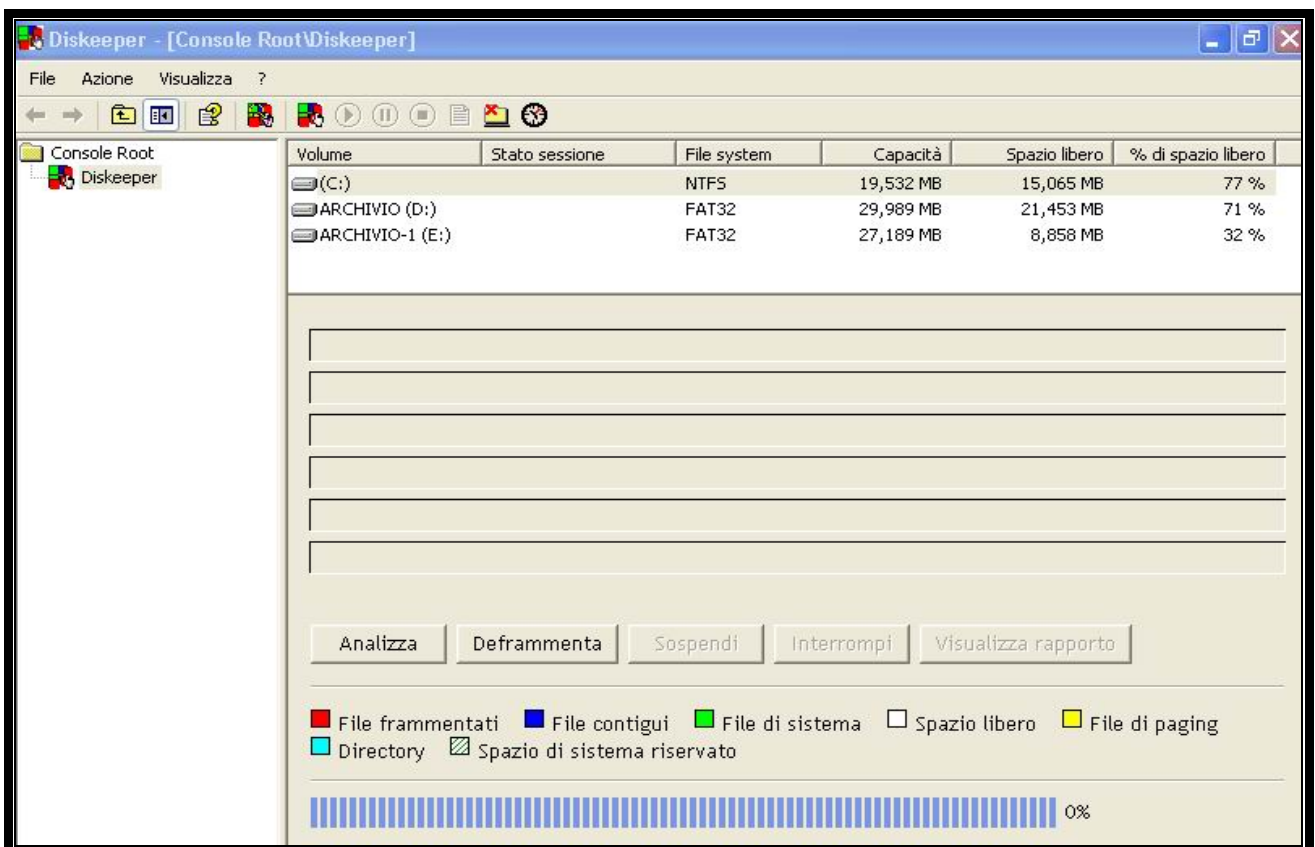 Diskeeper - [Console Root\Diskeeper]
File Azione Visualizza ?
Console Root
Diskeeper
Volume Stato sessione File system Capacità Spazio libero % di spazio libero
(C:) NTFS 19,532 MB 15,065 MB 77 %
ARCHIVIO (D:) FAT32 29,989 MB 21,453 MB 71 %
ARCHIVIO-1 (E:) FAT32 27,189 MB 8,858 MB 32 %
Analizza Deframmenta Sospendi Interrompi Visualizza rapporto
File frammentati File contigui File di sistema Spazio libero File di paging
Directory Spazio di sistema riservato
0%